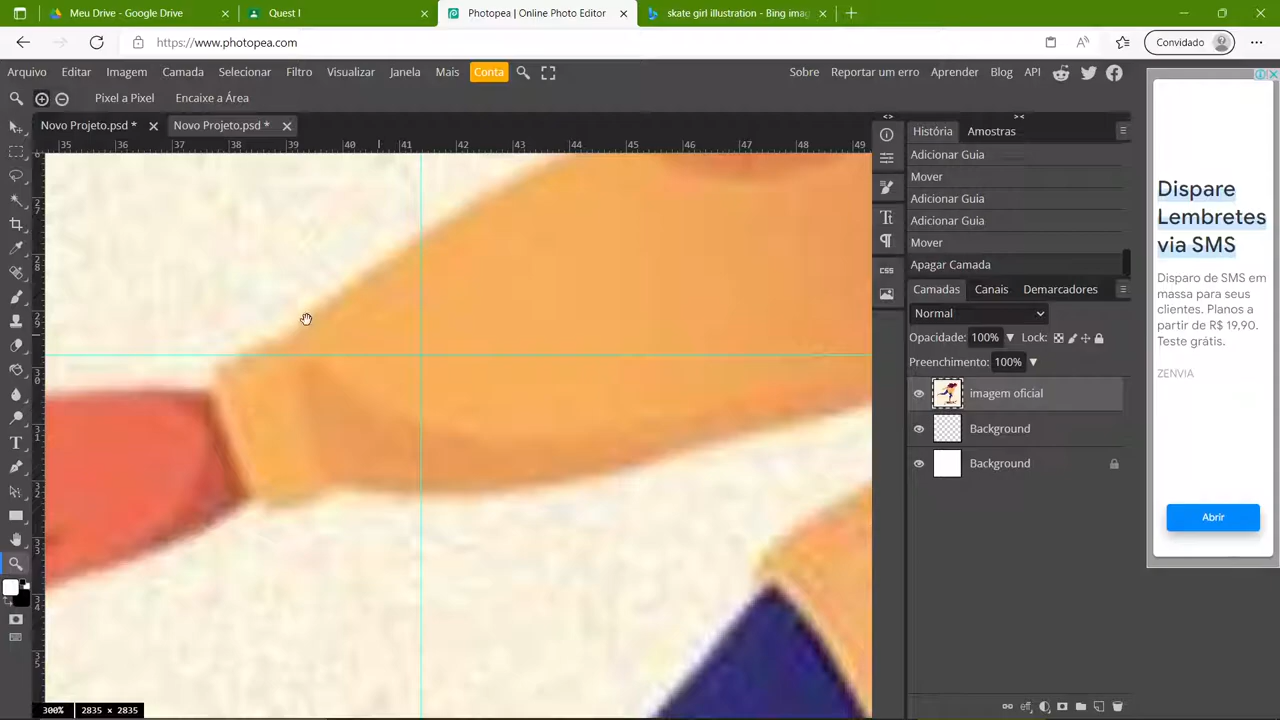 Meu Drive - Google Drive
Quest I
Photopea | Online Photo Editor
skate girl illustration - Bing imag
https://www.photopea.com
Convidado
Arquivo Editar Imagem Camada Selecionar Filtro Visualizar Janela Mais Conta
Sobre Reportar um erro Aprender Blog API
Pixel a Pixel Encaixe a Área
Novo Projeto.psd * Novo Projeto.psd *
35 36 37 38 39 40 41 42 43 44 45 46 47 48 49
História Amostras
Adicionar Guia
Mover
Adicionar Guia
Adicionar Guia
Mover
Apagar Camada
Camadas Canais Demarcadores
Normal
Opacidade: 100% Lock:
Preenchimento: 100%
imagem oficial
Background
Background
CSS
Dispare
Lembretes
via SMS
Disparo de SMS em
massa para seus
clientes. Planos a
partir de R$ 19,90.
Teste grátis.
ZENVIA
Abrir
300% 2835 × 2835